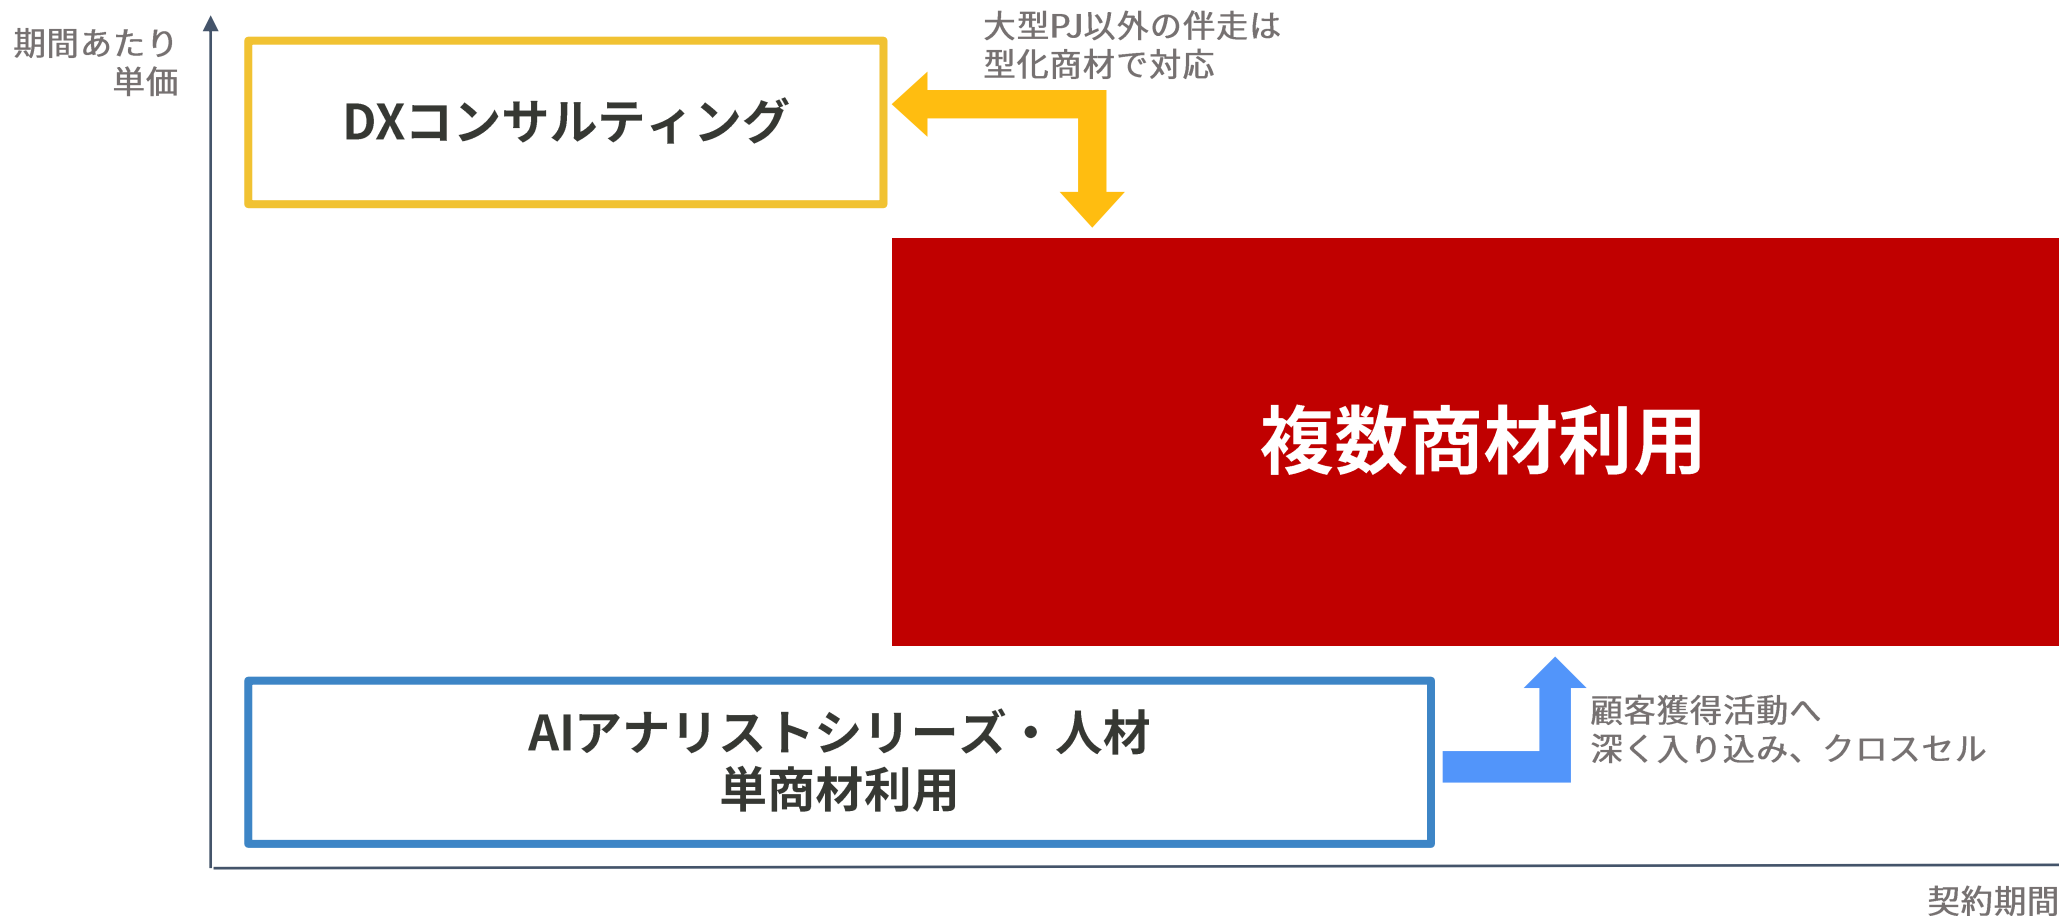 期間あたり
単価
大型PJ以外の伴走は
型化商材で対応
DXコンサルティング
複数商材利用
AIアナリストシリーズ・人材
単商材利用
顧客獲得活動へ
深く入り込み、クロスセル
契約期間